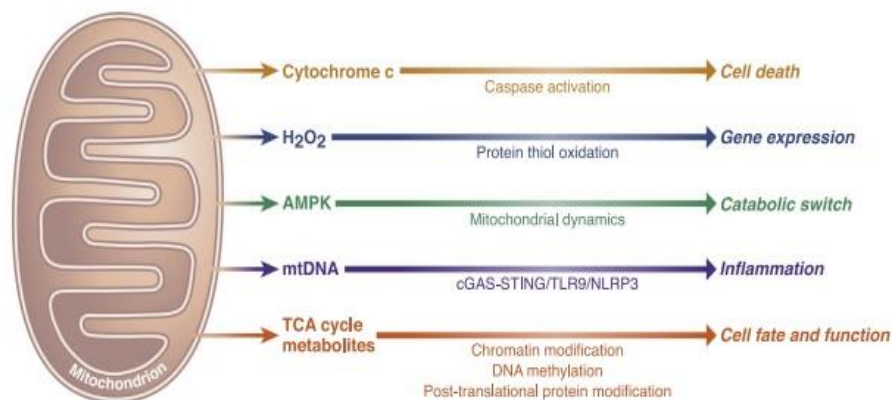 Cytochrome c
Caspase activation
Cell death
H2O2
Protein thiol oxidation
Gene expression
AMPK
Mitochondrial dynamics
Catabolic switch
mtDNA
cGAS-STING/TLR9/NLRP3
Inflammation
TCA cycle
metabolites
Chromatin modification
DNA methylation
Post-translational protein modification
Cell fate and function
Mitochondrion